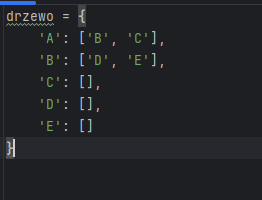 drzewo = {
    'A': ['B', 'C'],
    'B': ['D', 'E'],
    'C': [],
    'D': [],
    'E': []
}